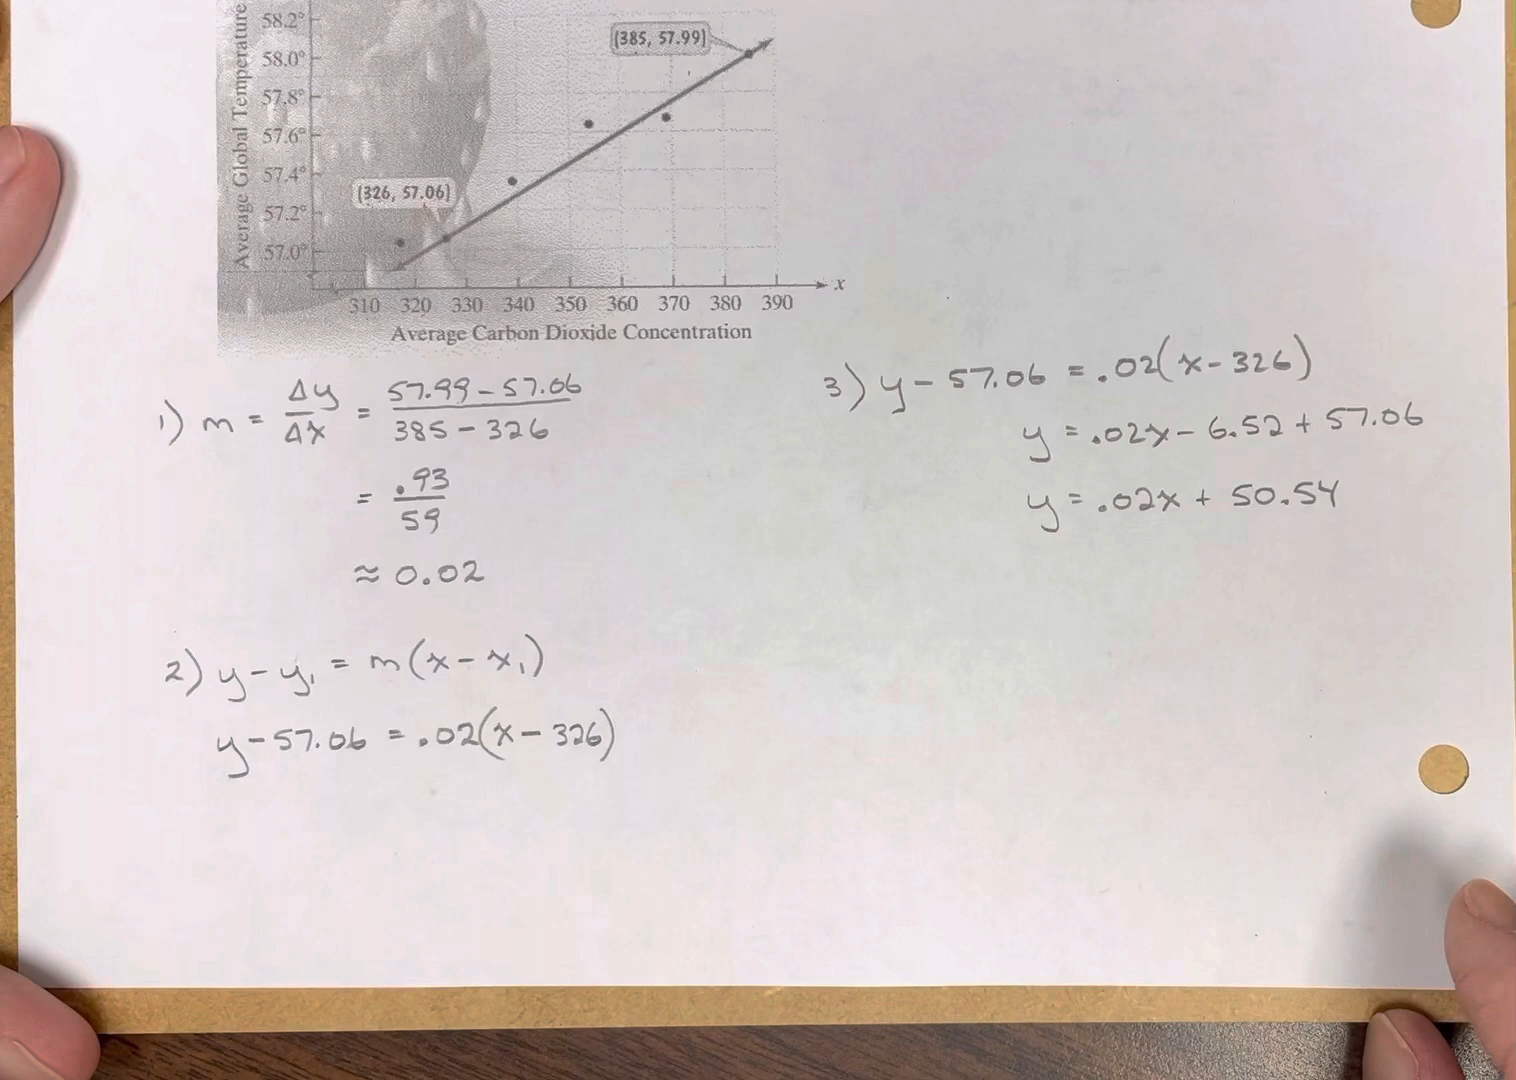 Average Global Temperature
58.2°
58.0°
57.8°
57.6°
57.4°
57.2°
57.0°
(385, 57.99)
(326, 57.06)
310 320 330 340 350 360 370 380 390
x
Average Carbon Dioxide Concentration
1) m = Δy/Δx = (57.99 - 57.06)/(385 - 326)
= .93/59
≈ 0.02
2) y - y₁ = m(x - x₁)
y - 57.06 = .02(x - 326)
3) y - 57.06 = .02(x - 326)
y = .02x - 6.52 + 57.06
y = .02x + 50.54